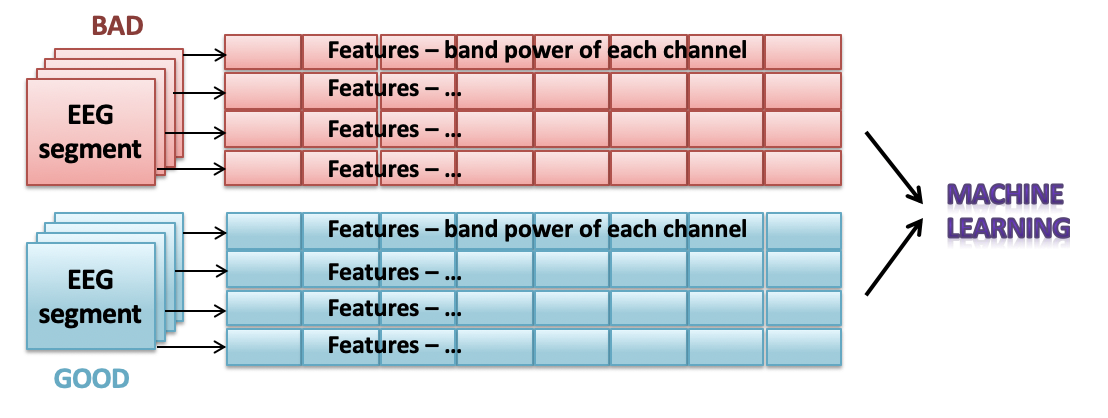 BAD
EEG
segment
Features – band power of each channel
Features – ...
Features – ...
Features – ...
MACHINE
LEARNING
EEG
segment
Features – band power of each channel
Features – ...
Features – ...
Features – ...
GOOD